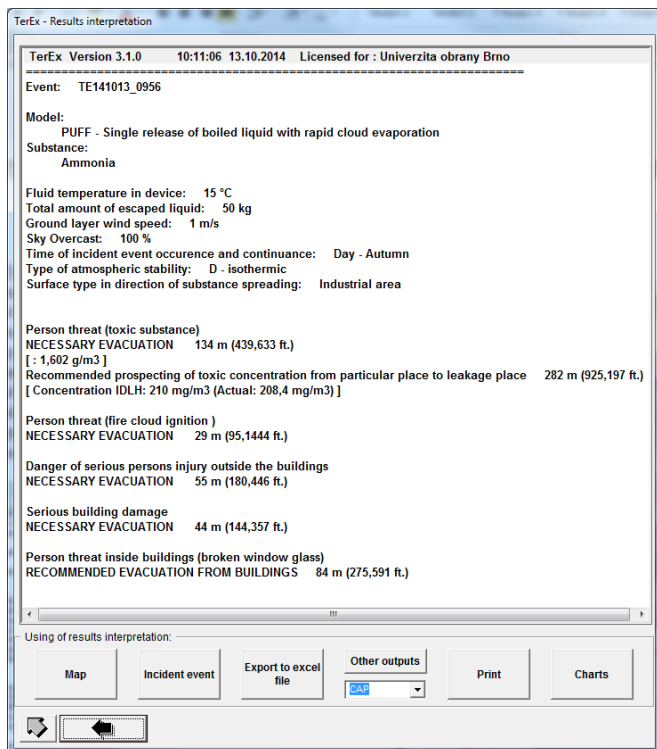 TerEx - Results interpretation
TerEx Version 3.1.0 10:11:06 13.10.2014 Licensed for : Univerzita obrany Brno
=====================================================================
Event: TE141013_0956
Model:
PUFF - Single release of boiled liquid with rapid cloud evaporation
Substance:
Ammonia
Fluid temperature in device: 15 °C
Total amount of escaped liquid: 50 kg
Ground layer wind speed: 1 m/s
Sky Overcast: 100 %
Time of incident event occurence and continuance: Day - Autumn
Type of atmospheric stability: D - isothermic
Surface type in direction of substance spreading: Industrial area
Person threat (toxic substance)
NECESSARY EVACUATION 134 m (439,633 ft.)
[ : 1,602 g/m3 ]
Recommended prospecting of toxic concentration from particular place to leakage place 282 m (925,197 ft.)
[ Concentration IDLH: 210 mg/m3 (Actual: 208,4 mg/m3) ]
Person threat (fire cloud ignition )
NECESSARY EVACUATION 29 m (95,1444 ft.)
Danger of serious persons injury outside the buildings
NECESSARY EVACUATION 55 m (180,446 ft.)
Serious building damage
NECESSARY EVACUATION 44 m (144,357 ft.)
Person threat inside buildings (broken window glass)
RECOMMENDED EVACUATION FROM BUILDINGS 84 m (275,591 ft.)
Using of results interpretation:
Map
Incident event
Export to excel
file
Other outputs
CAP
Print
Charts